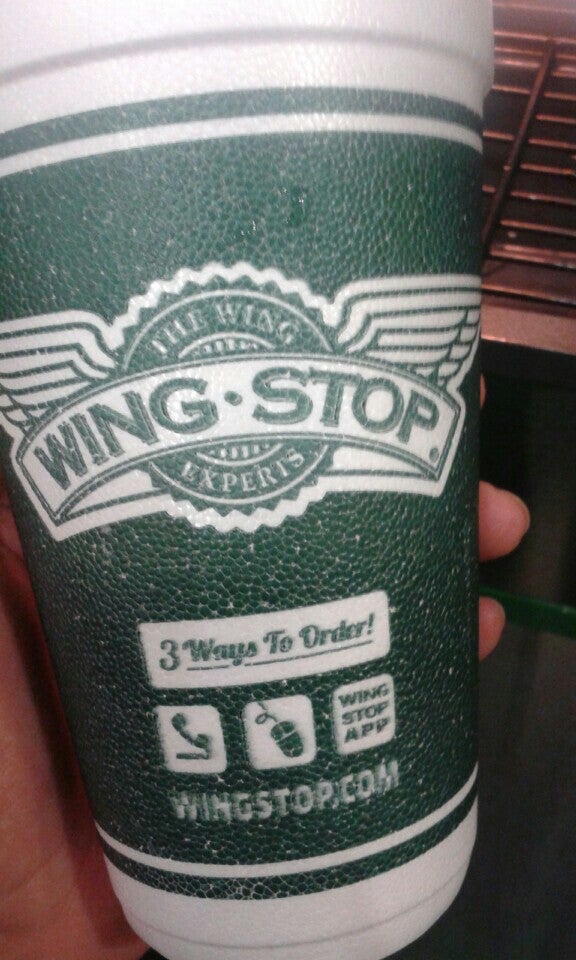 THE WING
WING·STOP®
EXPERTS
3 Ways To Order!
WING
STOP
APP
WINGSTOP.COM